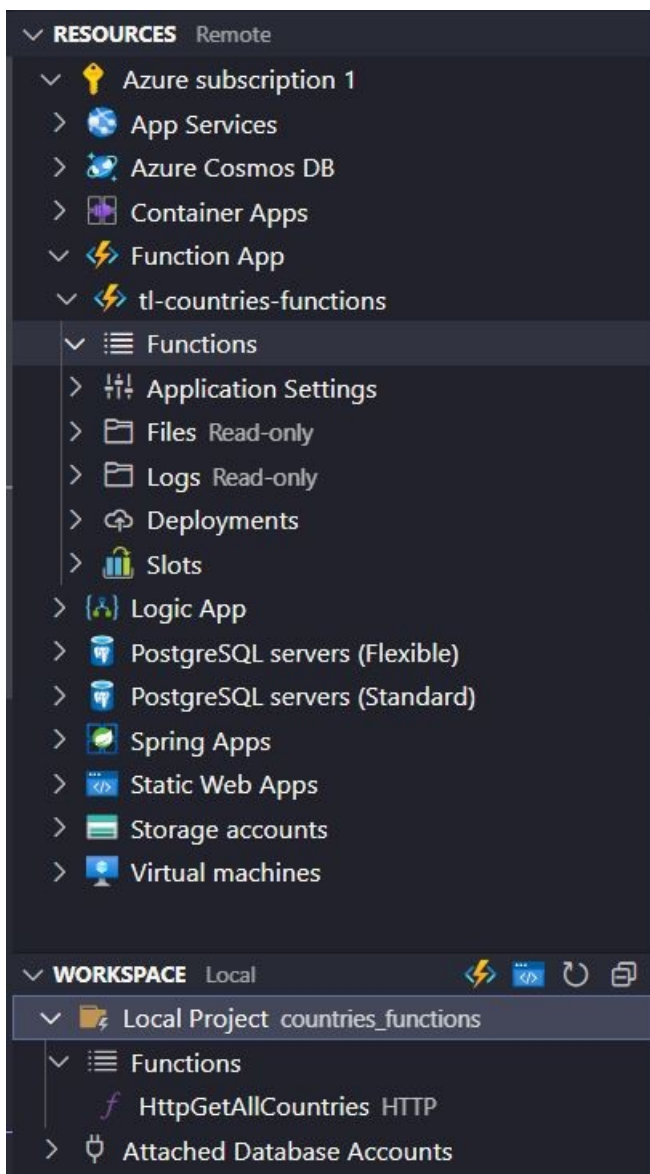 RESOURCES Remote
Azure subscription 1
App Services
Azure Cosmos DB
Container Apps
Function App
tl-countries-functions
Functions
Application Settings
Files Read-only
Logs Read-only
Deployments
Slots
Logic App
PostgreSQL servers (Flexible)
PostgreSQL servers (Standard)
Spring Apps
Static Web Apps
Storage accounts
Virtual machines
WORKSPACE Local
Local Project countries_functions
Functions
HttpGetAllCountries HTTP
Attached Database Accounts